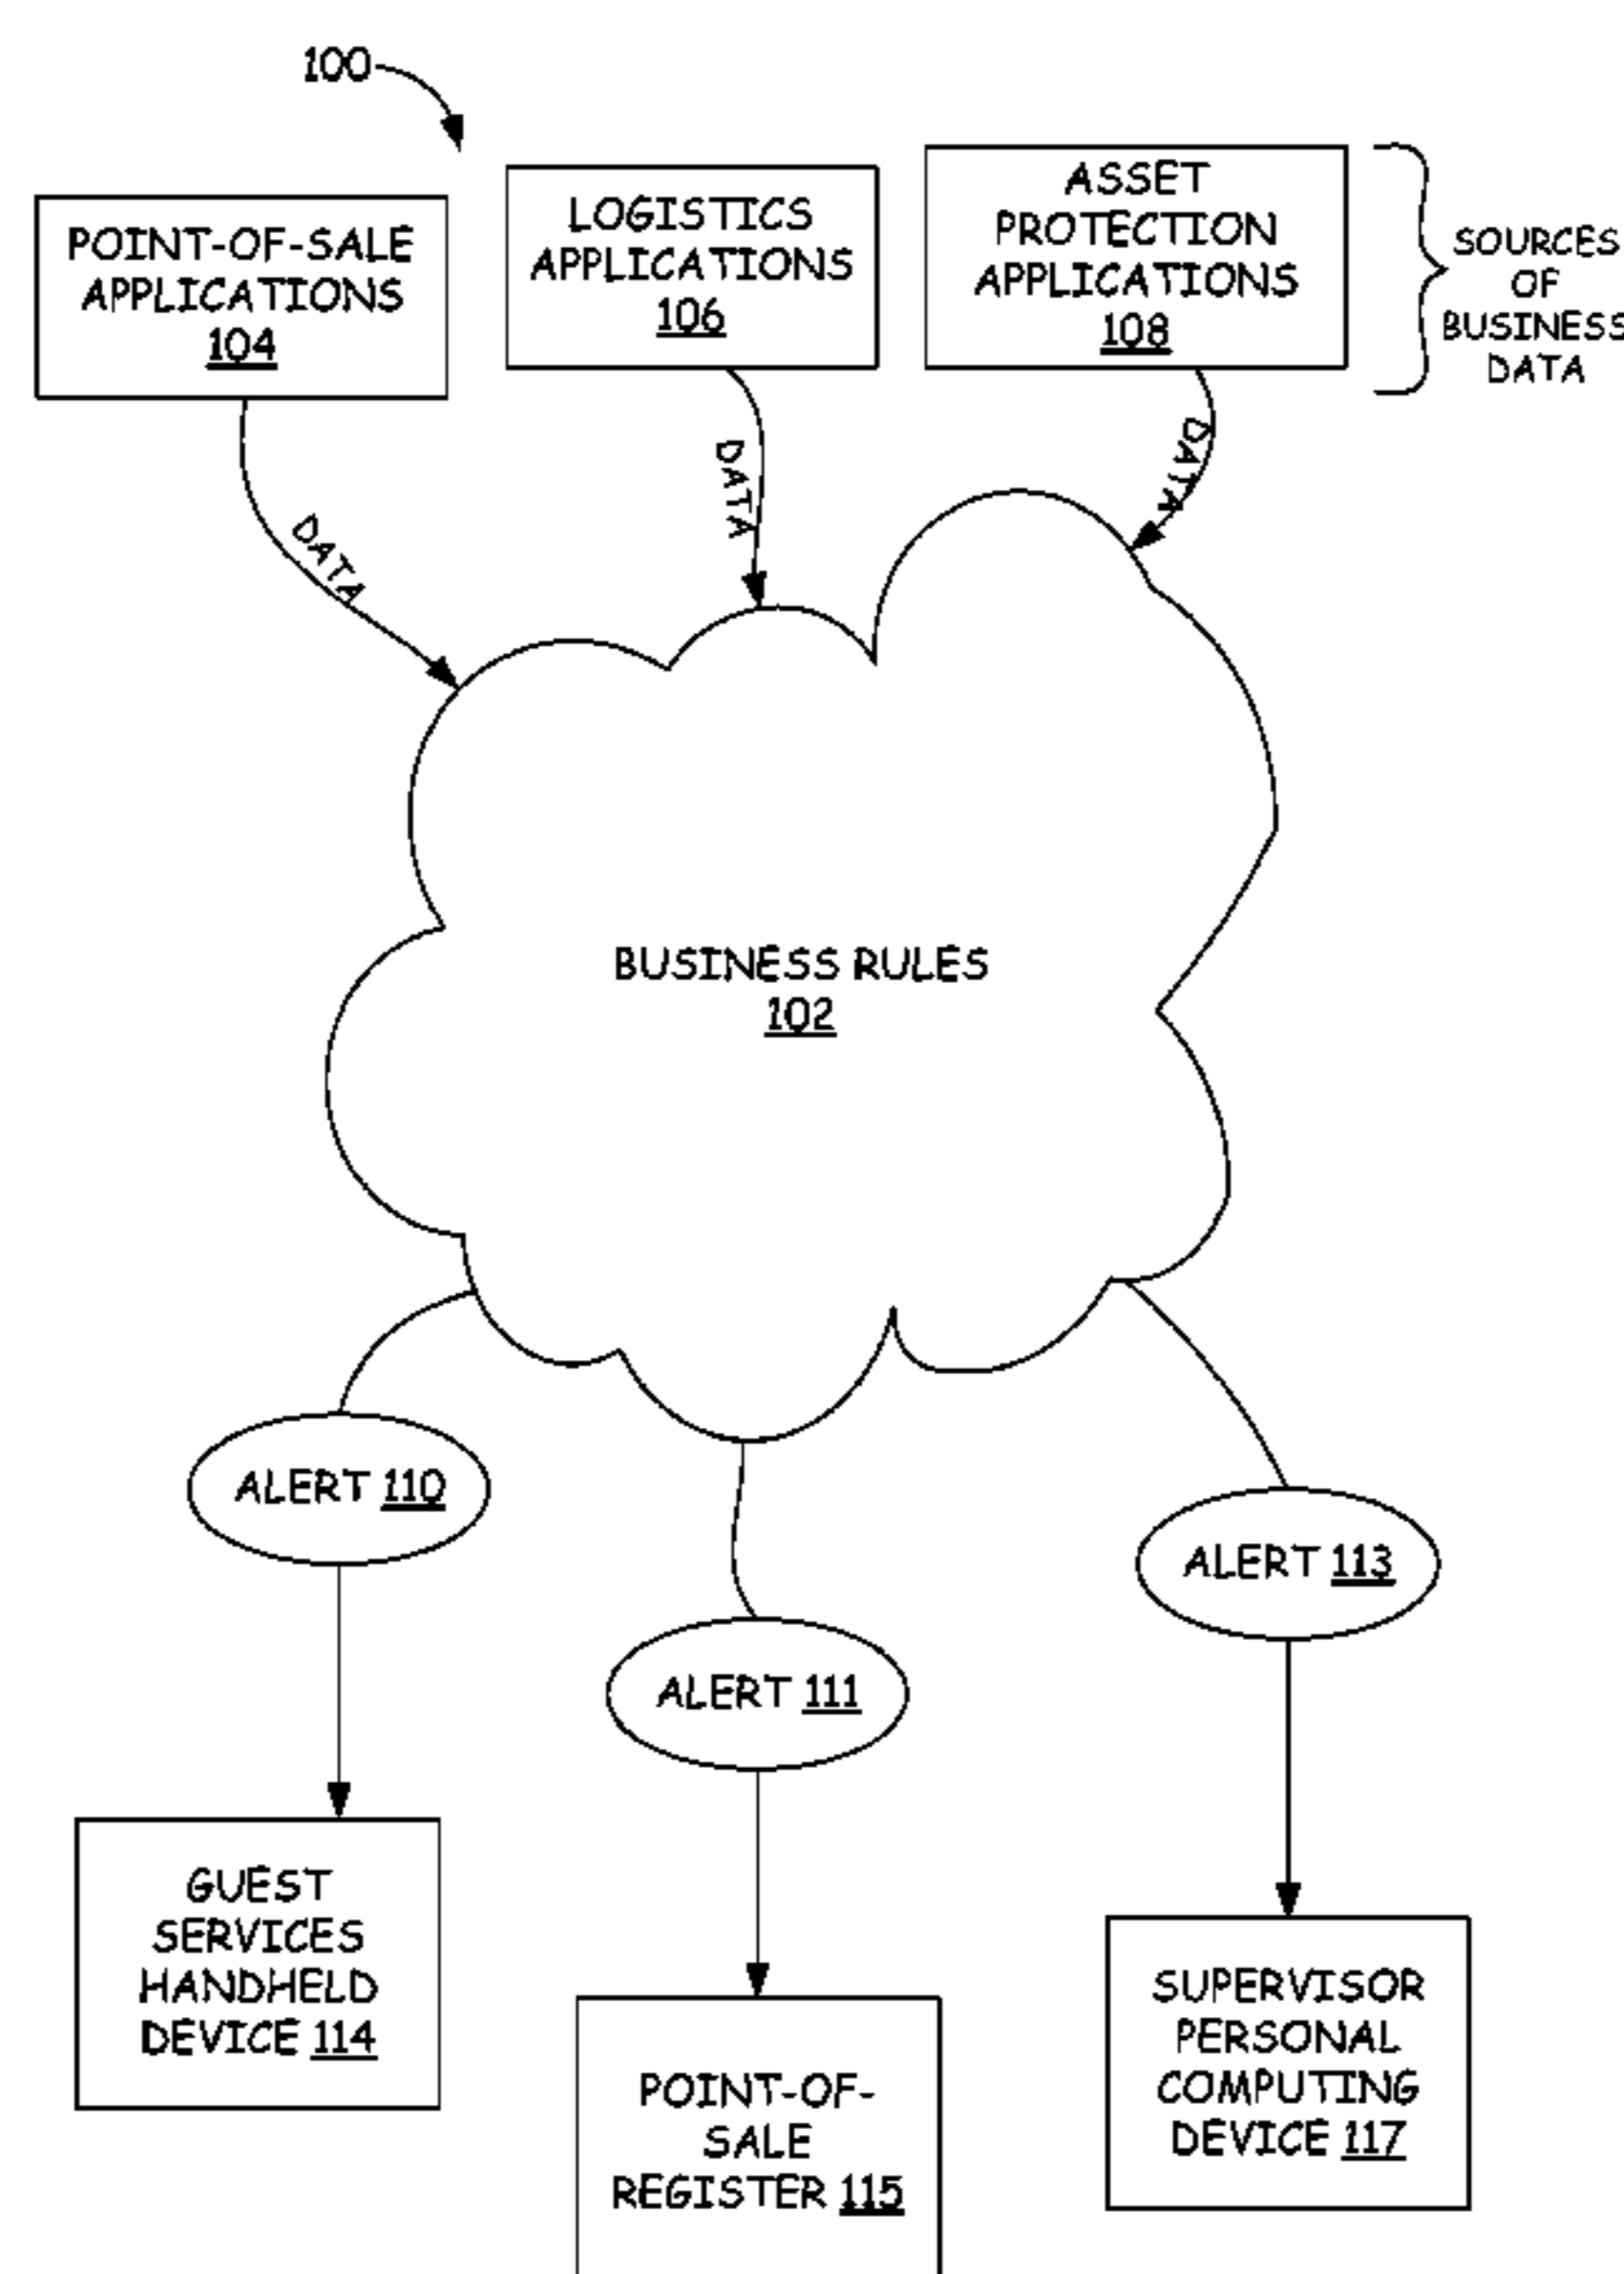 100
POINT-OF-SALE
APPLICATIONS
104
LOGISTICS
APPLICATIONS
106
ASSET
PROTECTION
APPLICATIONS
108
SOURCES
OF
BUSINESS
DATA
DATA
DATA
DATA
BUSINESS RULES
102
ALERT 110
ALERT 111
ALERT 113
GUEST
SERVICES
HANDHELD
DEVICE 114
POINT-OF-
SALE
REGISTER 115
SUPERVISOR
PERSONAL
COMPUTING
DEVICE 117